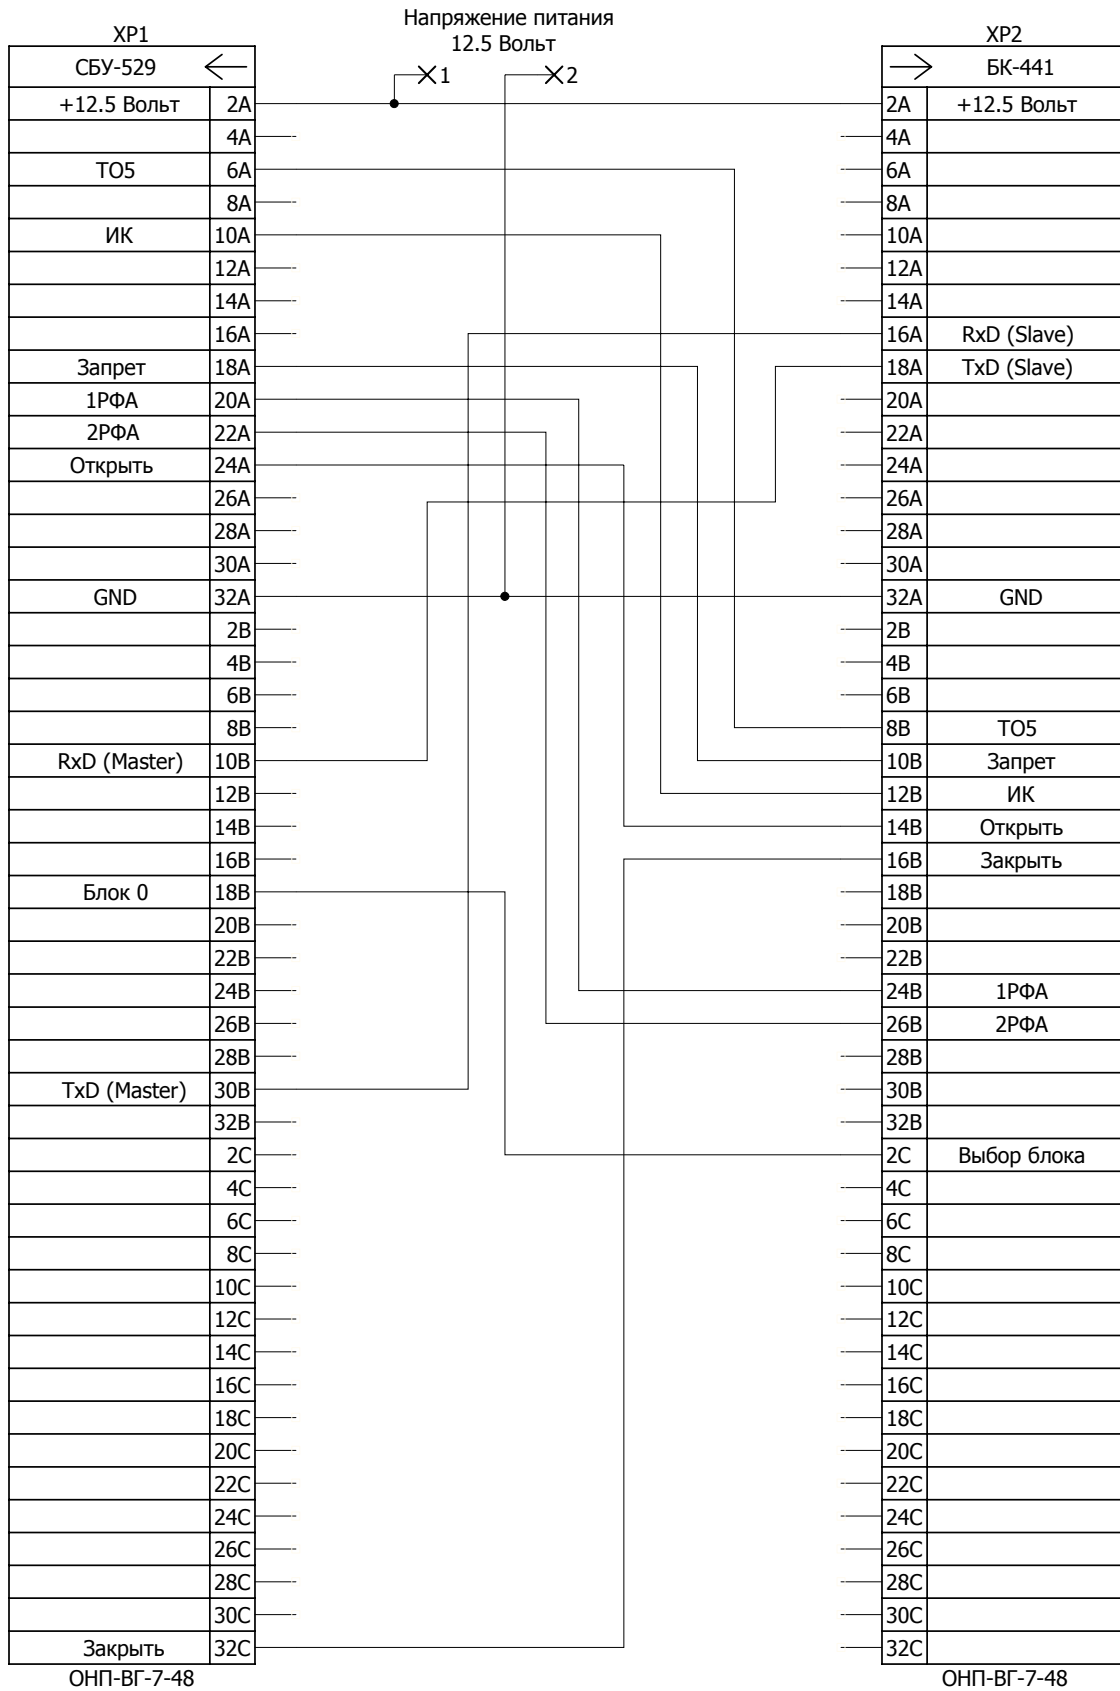 Напряжение питания
12.5 Вольт
1
2
XP1
СБУ-529
+12.5 Вольт 2A
4A
ТО5 6A
8A
ИК 10A
12A
14A
16A
Запрет 18A
1РФА 20A
2РФА 22A
Открыть 24A
26A
28A
30A
GND 32A
2B
4B
6B
8B
RxD (Master) 10B
12B
14B
16B
Блок 0 18B
20B
22B
24B
26B
28B
TxD (Master) 30B
32B
2C
4C
6C
8C
10C
12C
14C
16C
18C
20C
22C
24C
26C
28C
30C
Закрыть 32C
ОНП-ВГ-7-48
XP2
БК-441
2A +12.5 Вольт
4A
6A
8A
10A
12A
14A
16A RxD (Slave)
18A TxD (Slave)
20A
22A
24A
26A
28A
30A
32A GND
2B
4B
6B
8B ТО5
10B Запрет
12B ИК
14B Открыть
16B Закрыть
18B
20B
22B
24B 1РФА
26B 2РФА
28B
30B
32B
2C Выбор блока
4C
6C
8C
10C
12C
14C
16C
18C
20C
22C
24C
26C
28C
30C
32C
ОНП-ВГ-7-48